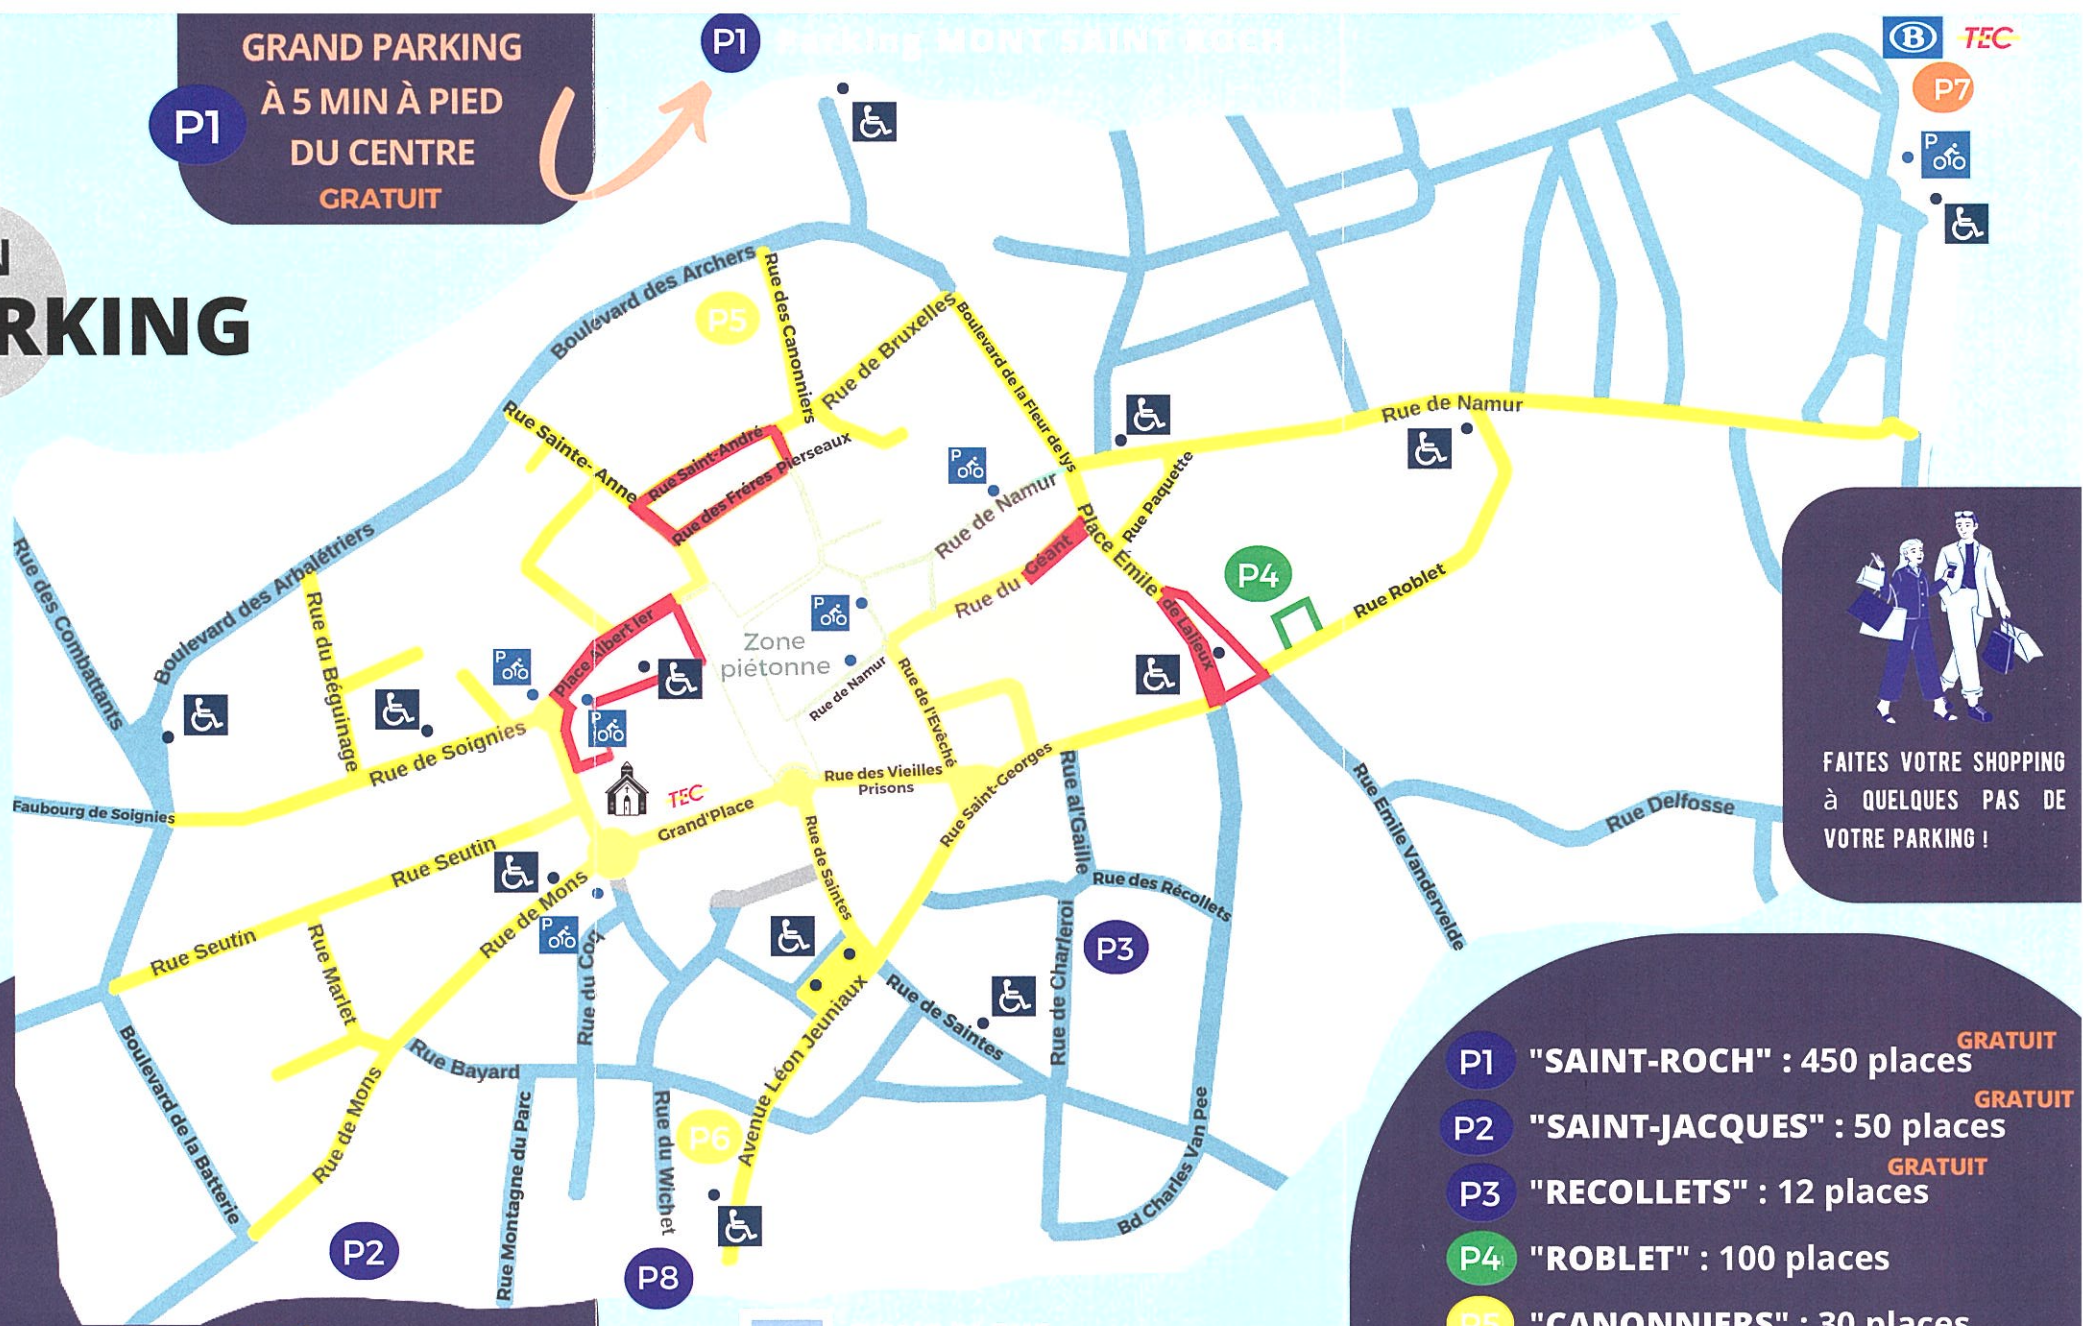 GRAND PARKING
À 5 MIN À PIED
DU CENTRE
GRATUIT
P1
P1
Parking MONT SAINT ROCH
B
TEC
P7
P
N
RKING
Boulevard des Archers
P5
Rue des Canonniers
Rue de Bruxelles
Boulevard de la Fleur de lys
Rue Sainte-Anne
Rue Saint-André
Rue des Fréres Pierseaux
Rue de Namur
P
Rue de Namur
Rue Paquette
Place Emile de Lalieux
Rue du Géant
P4
Rue Roblet
Rue des Combattants
Boulevard des Arbalétriers
Rue du Béguinage
Place Albert Ier
P
Zone
piétonne
P
Rue de Namur
Rue de l'Evêché
P
P
Rue de Soignies
Faubourg de Soignies
TEC
Grand'Place
Rue des Vieilles
Prisons
Rue Saint-Georges
Rue al'Gaille
Rue Emile Vandervelde
Rue Delfosse
FAITES VOTRE SHOPPING
à QUELQUES PAS DE
VOTRE PARKING !
Rue Seutin
Rue Seutin
Rue de Mons
Rue de Saintes
Rue des Récollets
Rue Marlet
P
Rue du Coq
P3
Rue de Charleroi
Rue de Saintes
Boulevard de la Batterie
Rue Bayard
Avenue Léon Jeuniaux
Rue de Mons
Rue Montagne du Parc
Rue du Wichet
P6
Bd Charles Van Pee
P2
P8
P1 "SAINT-ROCH" : 450 places GRATUIT
P2 "SAINT-JACQUES" : 50 places GRATUIT
P3 "RECOLLETS" : 12 places GRATUIT
P4 "ROBLET" : 100 places
P5 "CANONNIERS" : 30 places